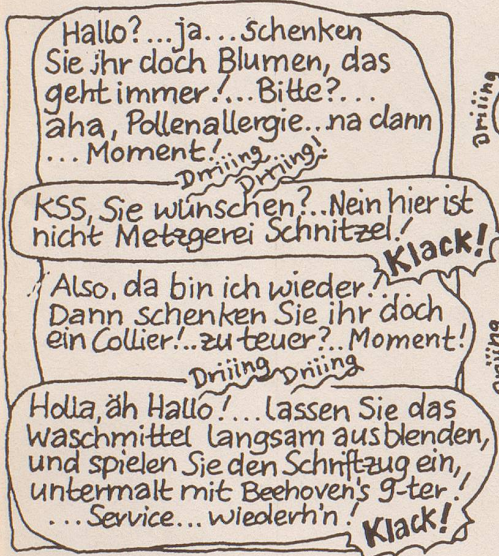 Hallo?...ja...schenken
Sie ihr doch Blumen, das
geht immer!...Bitte?...
aha, Pollenallergie...na dann
...Moment!
Driiing
Driiing!
KSS, Sie wünschen?..Nein hier ist
nicht Metzgerei Schnitzel!
Klack!
Also, da bin ich wieder!
Dann schenken Sie ihr doch
ein Collier!..zu teuer?..Moment!
Driiing Driiing
Holla, äh Hallo!...lassen Sie das
Waschmittel langsam ausblenden,
und spielen Sie den Schriftzug ein,
untermalt mit Beehoven's 9-ter!
...Service...wiederh'n!
Klack!
Driiing